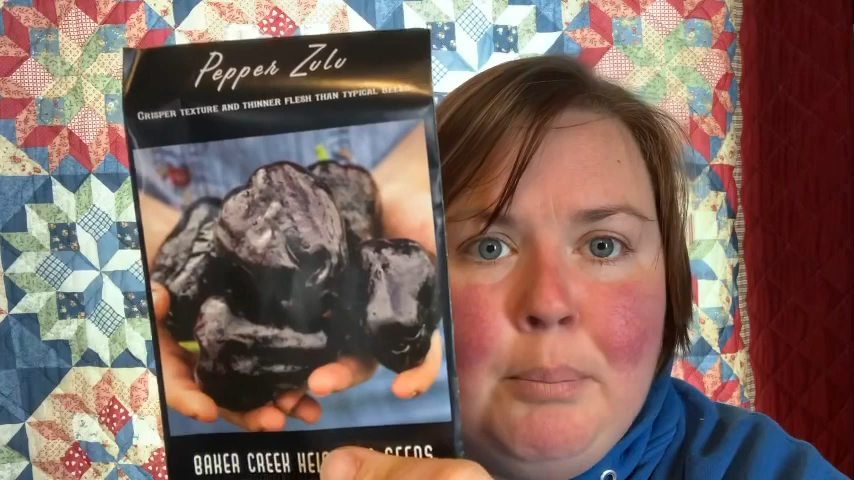 Pepper Zulu
CRISPER TEXTURE AND THINNER FLESH THAN TYPICAL
BAKER CREEK SEEDS